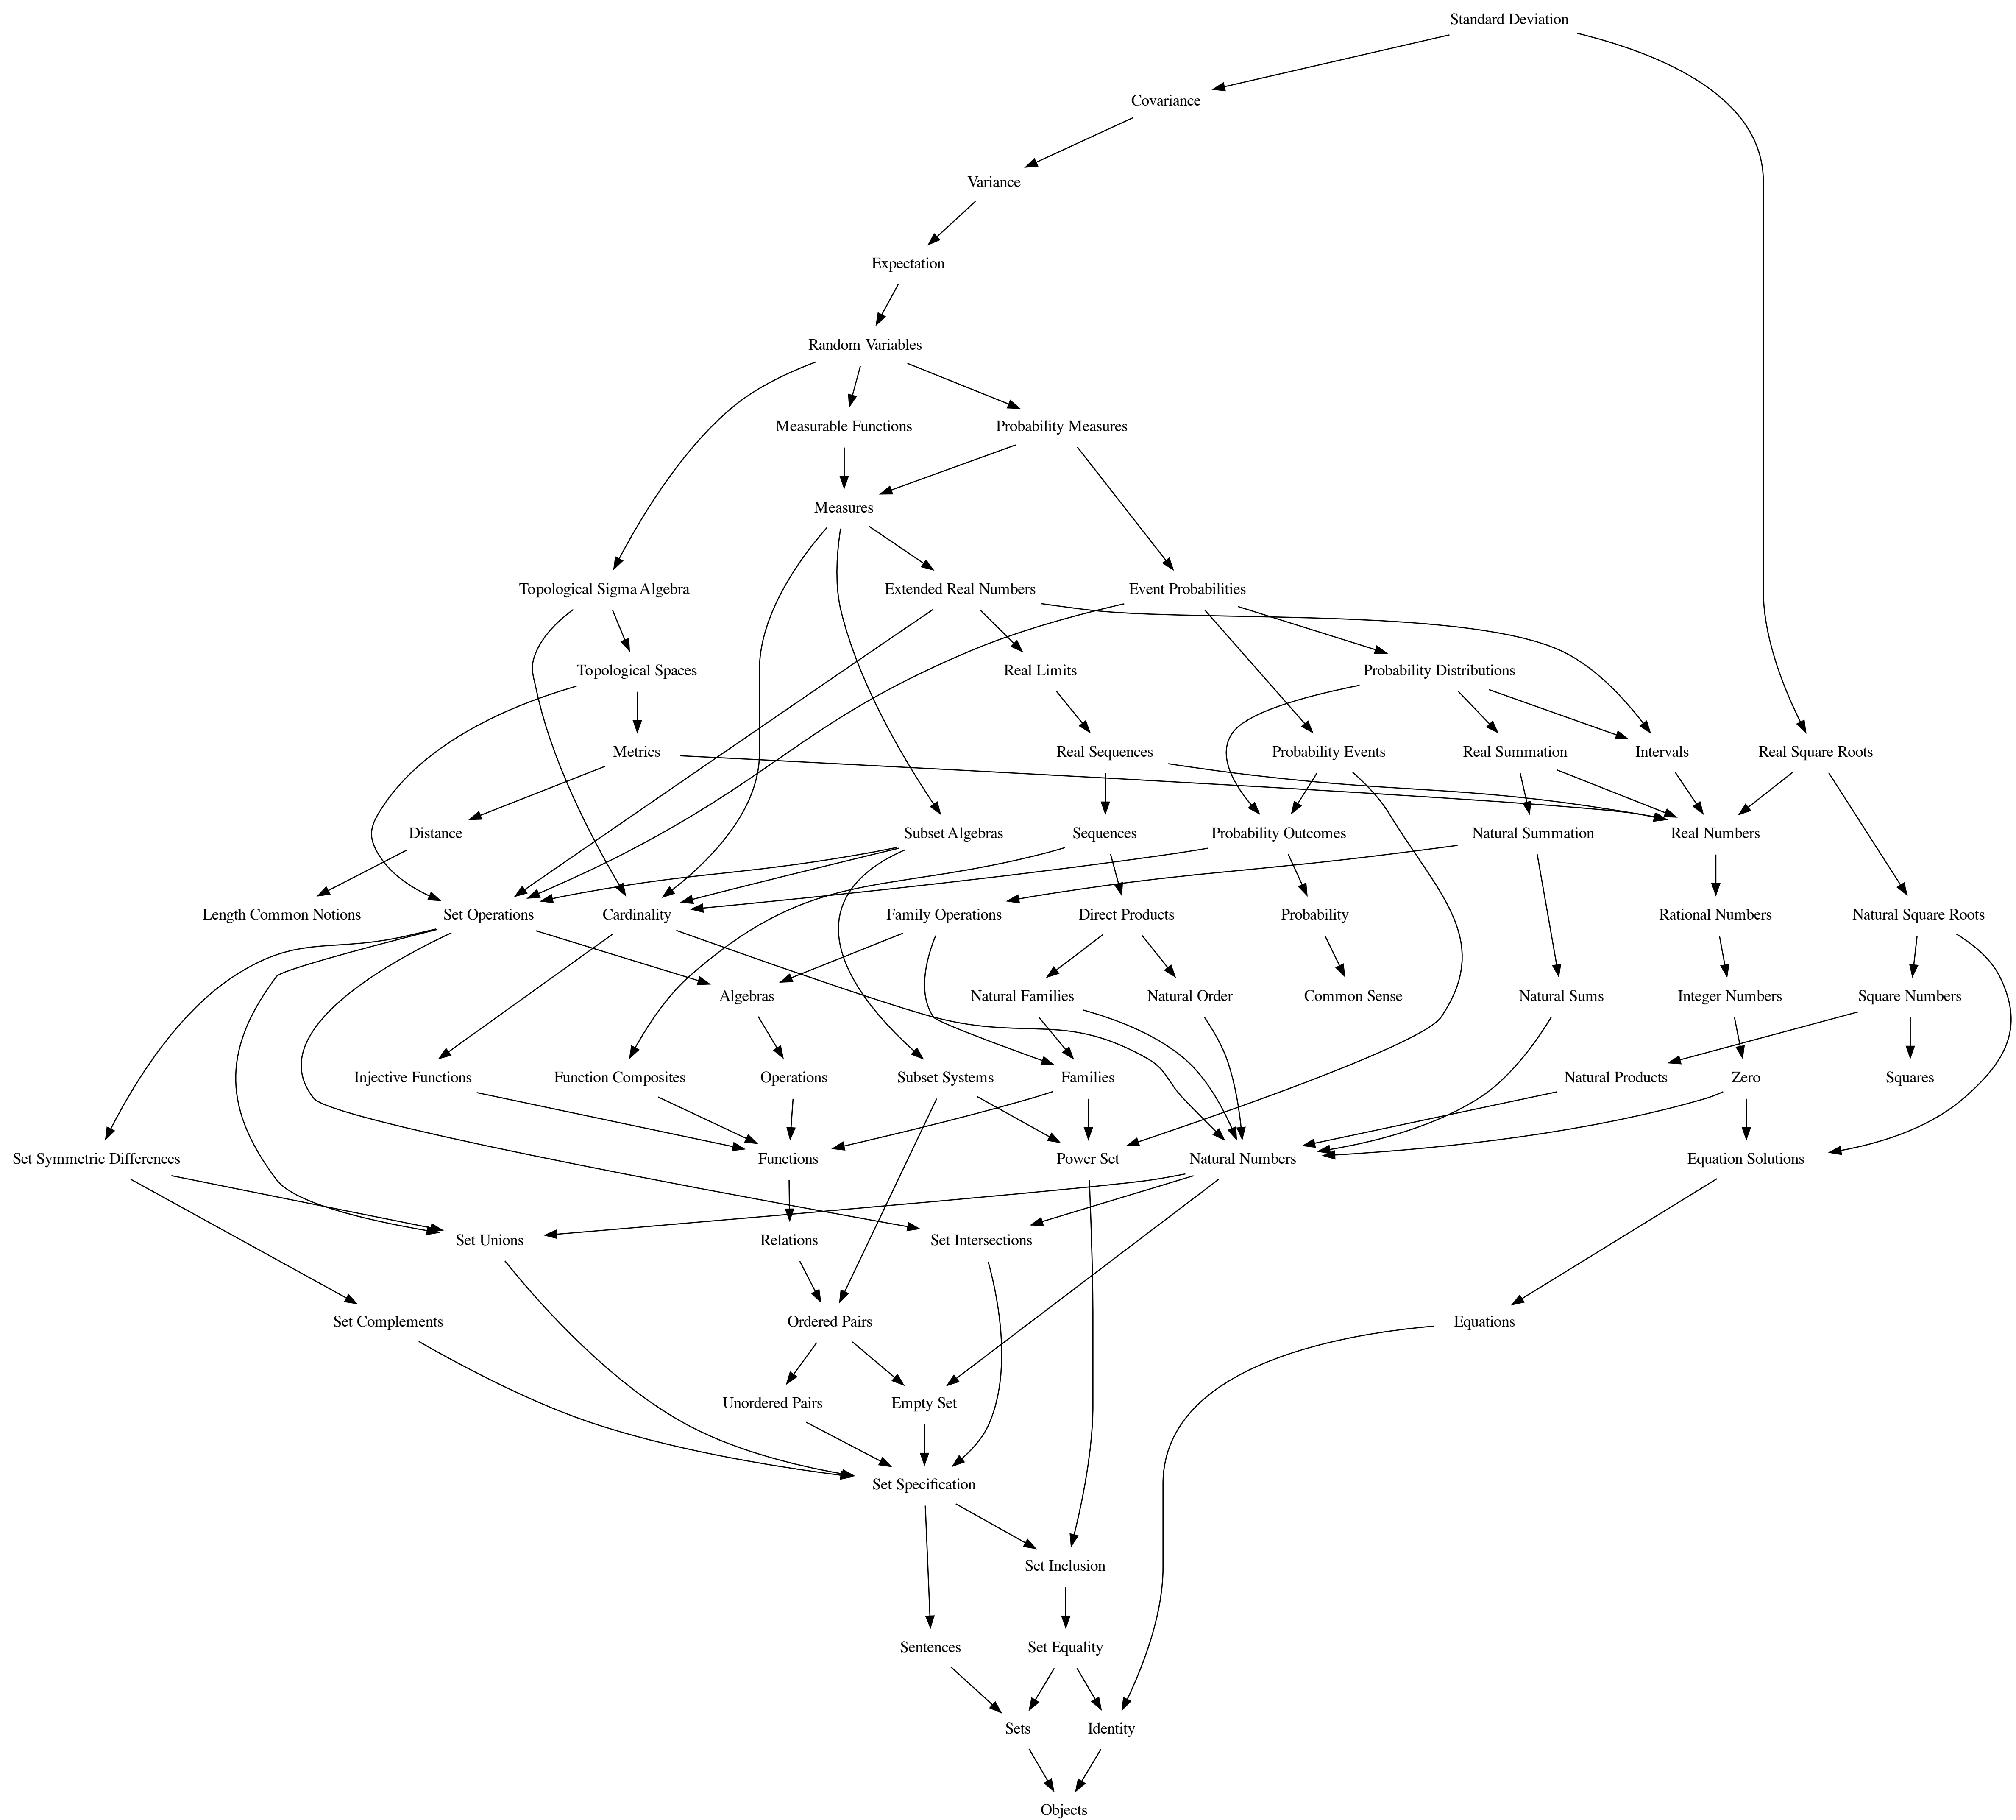 Standard Deviation
Covariance
Variance
Expectation
Random Variables
Measurable Functions
Probability Measures
Measures
Topological Sigma Algebra
Extended Real Numbers
Event Probabilities
Topological Spaces
Real Limits
Probability Distributions
Metrics
Real Sequences
Probability Events
Real Summation
Intervals
Real Square Roots
Distance
Subset Algebras
Sequences
Probability Outcomes
Natural Summation
Real Numbers
Length Common Notions
Set Operations
Cardinality
Family Operations
Direct Products
Probability
Rational Numbers
Natural Square Roots
Algebras
Natural Families
Natural Order
Common Sense
Natural Sums
Integer Numbers
Square Numbers
Injective Functions
Function Composites
Operations
Subset Systems
Families
Natural Products
Zero
Squares
Set Symmetric Differences
Functions
Power Set
Natural Numbers
Equation Solutions
Set Unions
Relations
Set Intersections
Set Complements
Ordered Pairs
Equations
Unordered Pairs
Empty Set
Set Specification
Set Inclusion
Sentences
Set Equality
Sets
Identity
Objects